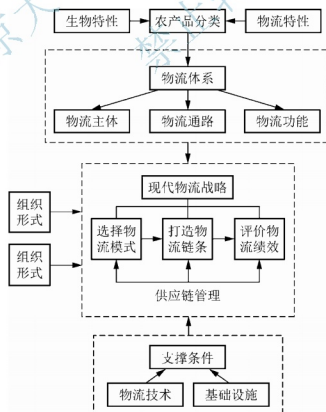 生物特性
农产品分类
物流特性
物流体系
物流主体
物流通路
物流功能
现代物流战略
组织
形式
选择物
流模式
打造物
流链条
评价物
流绩效
组织
形式
供应链管理
支撑条件
物流技术
基础设施